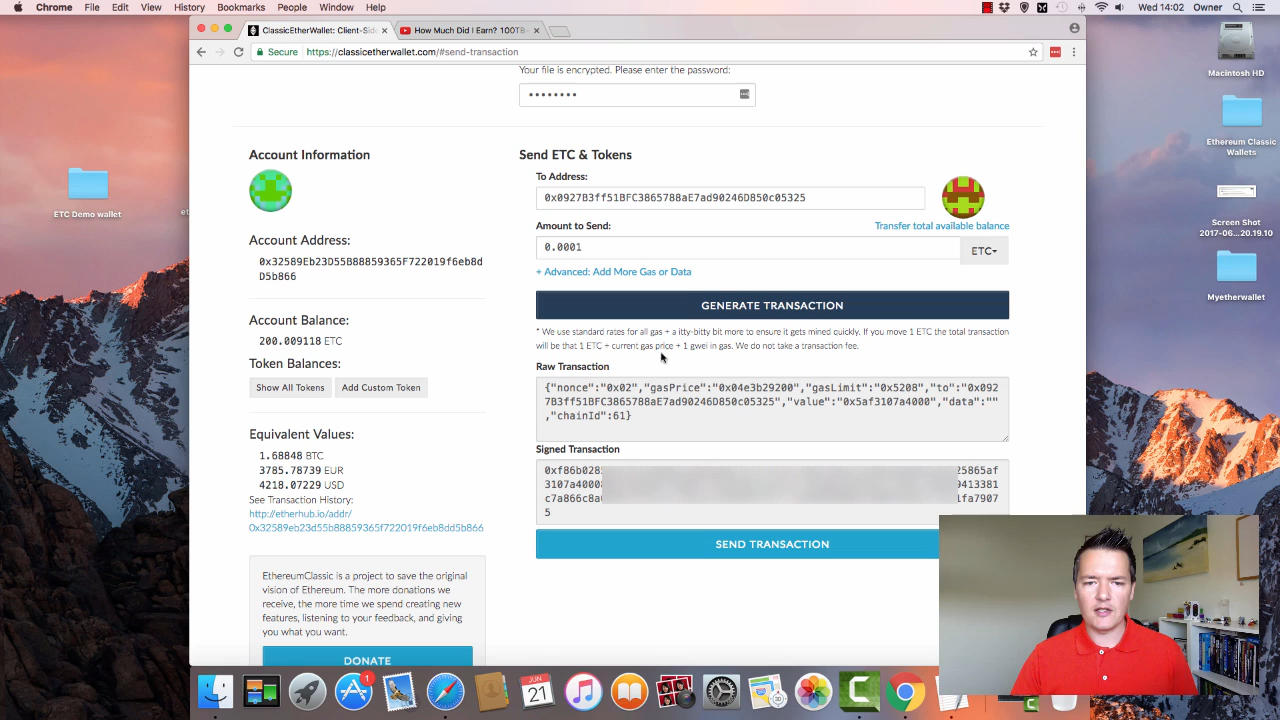 Chrome File Edit View History Bookmarks People Window Help
Wed 14:02 Owner
ClassicEtherWallet: Client-Sid
How Much Did I Earn? 100TB-
Secure https://classicetherwallet.com/#send-transaction
Macintosh HD
Ethereum Classic
Wallets
Screen Shot
2017-06...20.19.10
Myetherwallet
ETC Demo wallet
Your file is encrypted. Please enter the password:
Account Information
Account Address:
0x32589Eb23D55B88859365F722019f6eb8d
D5b866
Account Balance:
200.009118 ETC
Token Balances:
Show All Tokens
Add Custom Token
Equivalent Values:
1.68848 BTC
3785.78739 EUR
4218.07229 USD
See Transaction History:
http://etherhub.io/addr/
0x32589eb23d55b88859365f722019f6eb8dd5b866
EthereumClassic is a project to save the original
vision of Ethereum. The more donations we
receive, the more time we spend creating new
features, listening to your feedback, and giving
you what you want.
DONATE
Send ETC & Tokens
To Address:
0x0927B3ff51BFC3865788aE7ad90246D850c05325
Amount to Send:
Transfer total available balance
0.0001
ETC
+ Advanced: Add More Gas or Data
GENERATE TRANSACTION
* We use standard rates for all gas + a itty-bitty bit more to ensure it gets mined quickly. If you move 1 ETC the total transaction
will be that 1 ETC + current gas price + 1 gwei in gas. We do not take a transaction fee.
Raw Transaction
{"nonce":"0x02","gasPrice":"0x04e3b29200","gasLimit":"0x5208","to":"0x092
7B3ff51BFC3865788aE7ad90246D850c05325","value":"0x5af3107a4000","data":""
,"chainId":61}
Signed Transaction
0xf86b028 25865af
3107a4000 9413381
c7a866c8a 1fa7907
5
SEND TRANSACTION
JUN
21
1